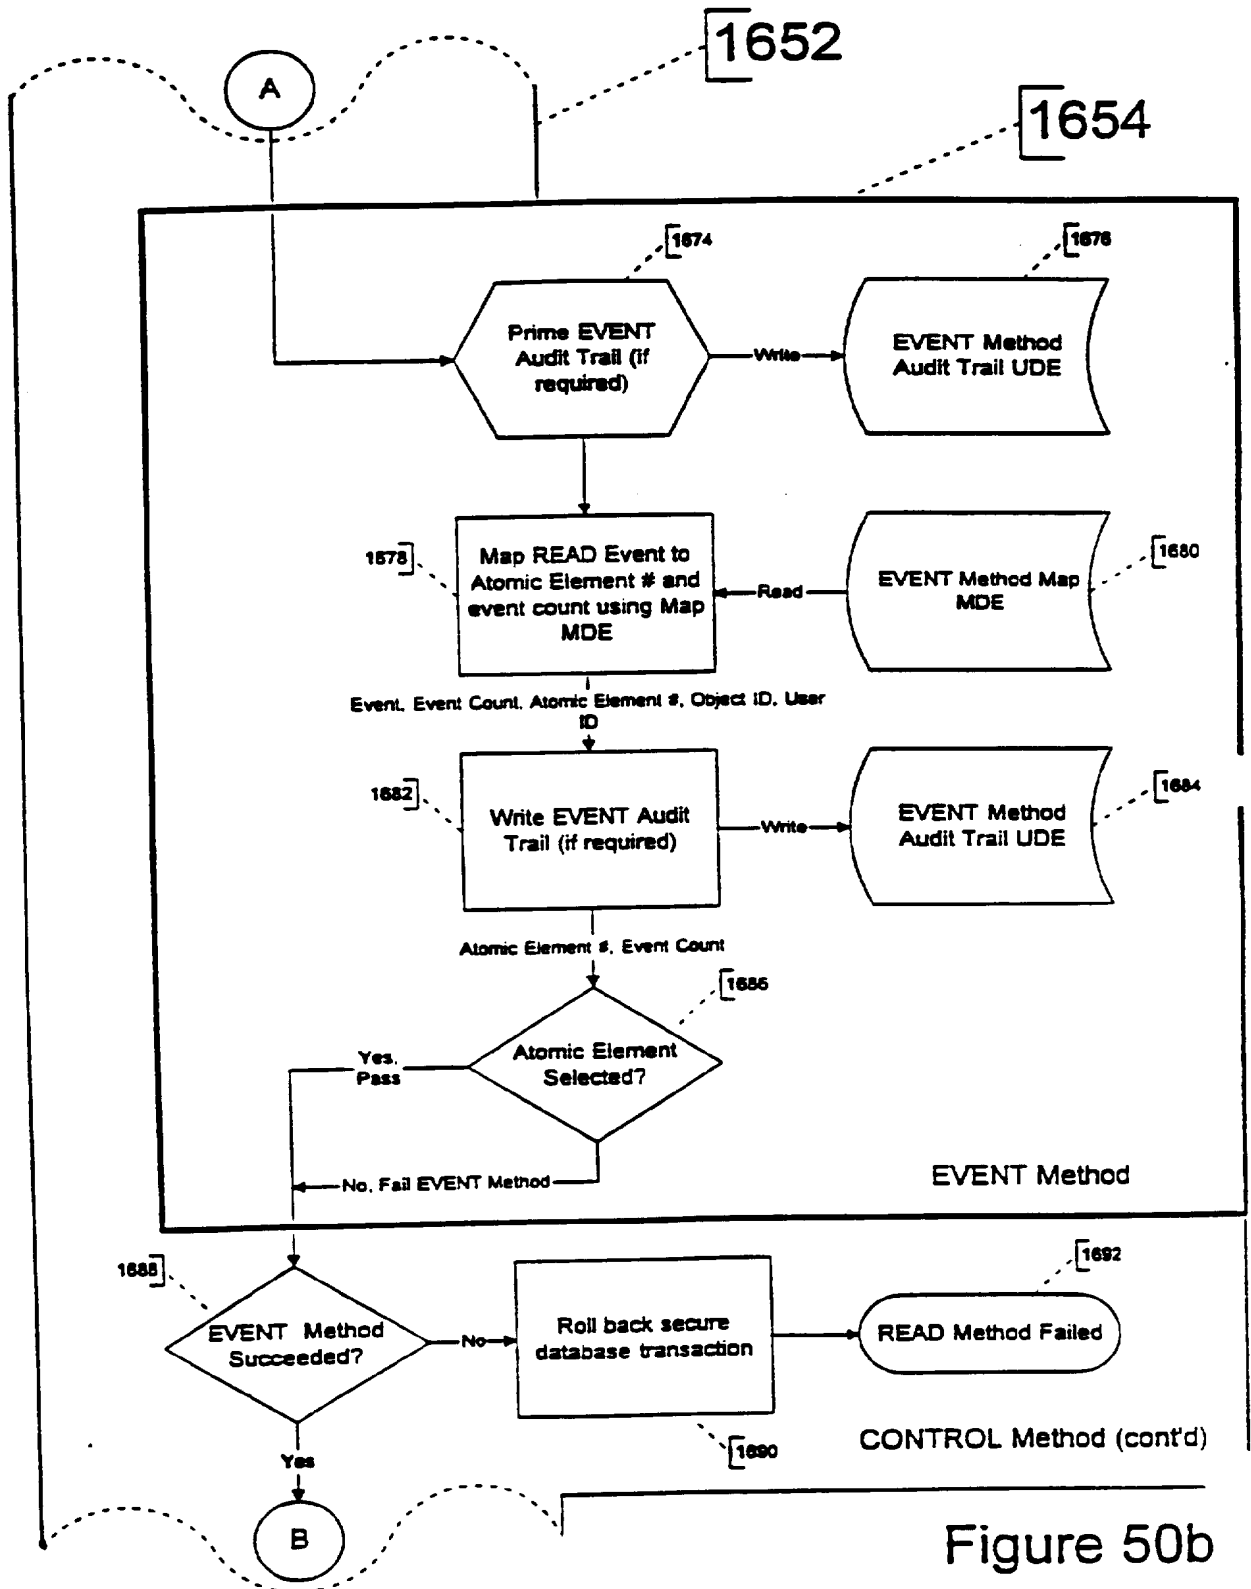 1652
A
1654
1674
1676
Prime EVENT
Audit Trail (if
required)
Write
EVENT Method
Audit Trail UDE
1678
Map READ Event to
Atomic Element # and
event count using Map
MDE
Read
EVENT Method Map
MDE
1680
Event, Event Count, Atomic Element #, Object ID, User
ID
1682
Write EVENT Audit
Trail (if required)
Write
EVENT Method
Audit Trail UDE
1684
Atomic Element #, Event Count
1686
Atomic Element
Selected?
Yes,
Pass
No, Fail EVENT Method
EVENT Method
1688
EVENT Method
Succeeded?
No
Roll back secure
database transaction
1692
READ Method Failed
1690
CONTROL Method (cont'd)
Yes
B
Figure 50b